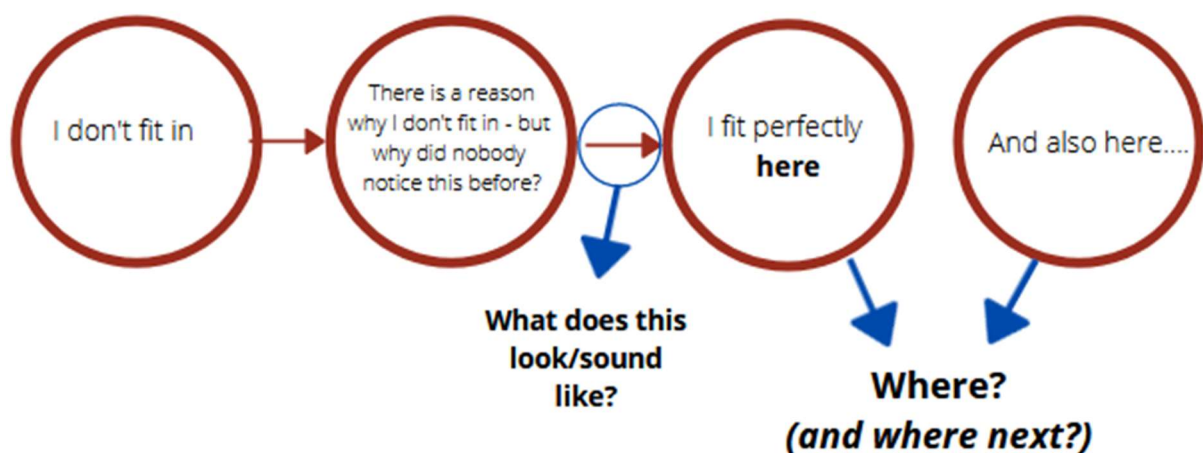 I don't fit in
There is a reason
why I don't fit in - but
why did nobody
notice this before?
I fit perfectly
here
And also here....
What does this
look/sound
like?
Where?
(and where next?)